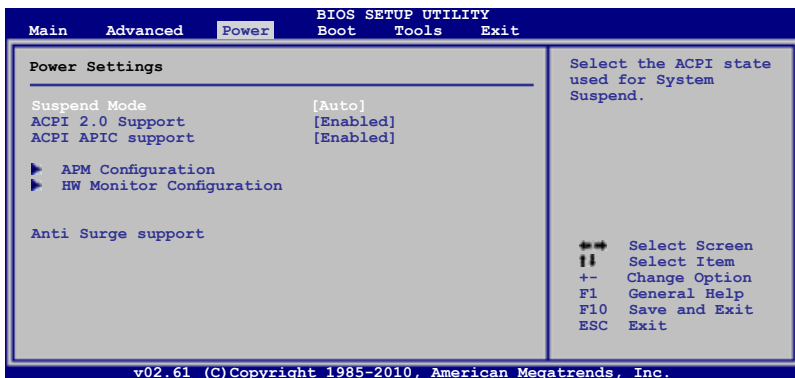 BIOS SETUP UTILITY
Main Advanced Power Boot Tools Exit
Power Settings
Suspend Mode [Auto]
ACPI 2.0 Support [Enabled]
ACPI APIC support [Enabled]
APM Configuration
HW Monitor Configuration
Anti Surge support
Select the ACPI state
used for System
Suspend.
Select Screen
Select Item
+- Change Option
F1 General Help
F10 Save and Exit
ESC Exit
v02.61 (C)Copyright 1985-2010, American Megatrends, Inc.